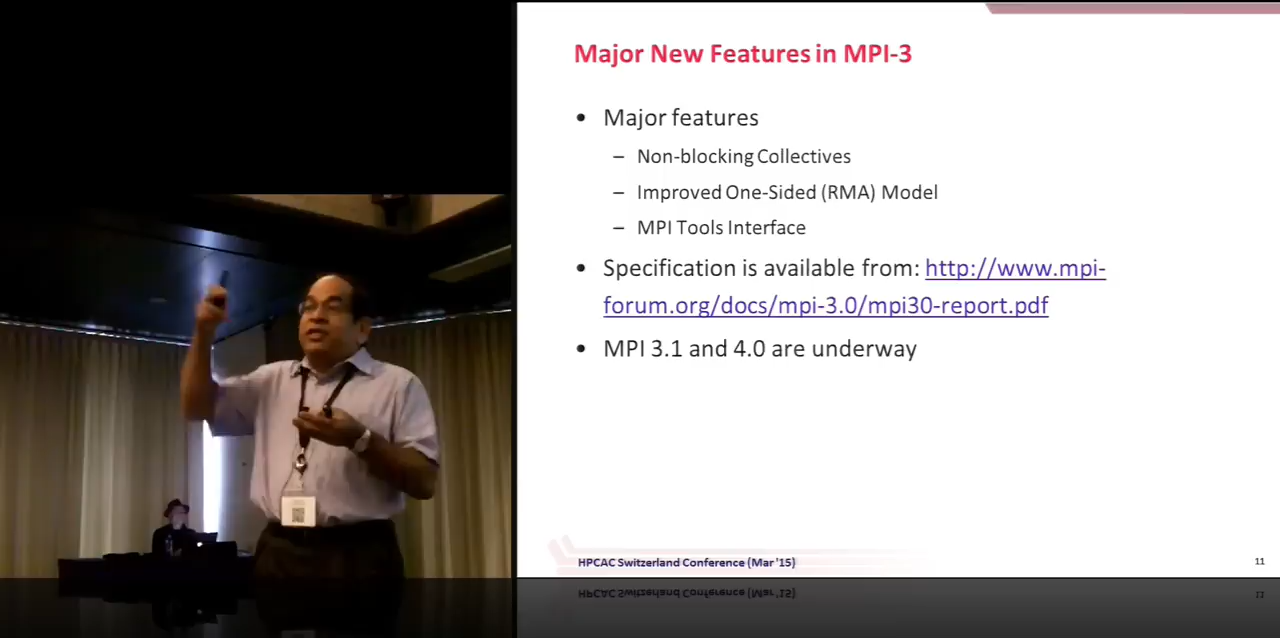 Major New Features in MPI-3
• Major features
– Non-blocking Collectives
– Improved One-Sided (RMA) Model
– MPI Tools Interface
• Specification is available from: http://www.mpi-
forum.org/docs/mpi-3.0/mpi30-report.pdf
• MPI 3.1 and 4.0 are underway
HPCAC Switzerland Conference (Mar '15)
11